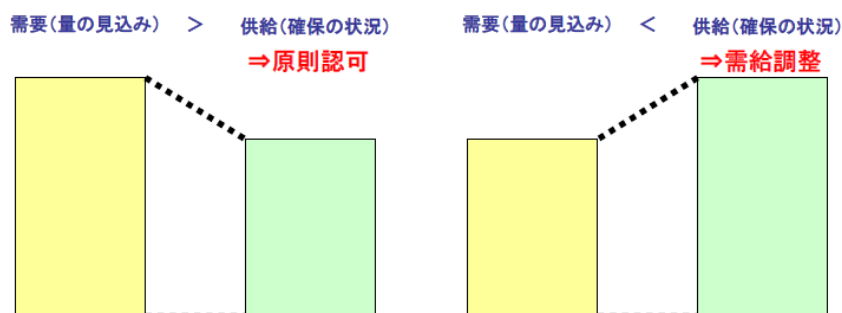 需要(量の見込み) > 供給(確保の状況)
⇒原則認可
需要(量の見込み) < 供給(確保の状況)
⇒需給調整